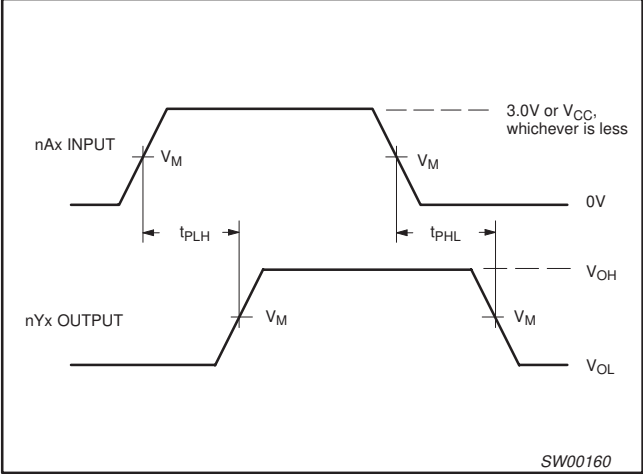 3.0V or VCC,
whichever is less
nAx INPUT
VM
VM
0V
tPLH
tPHL
VOH
nYx OUTPUT
VM
VM
VOL
SW00160